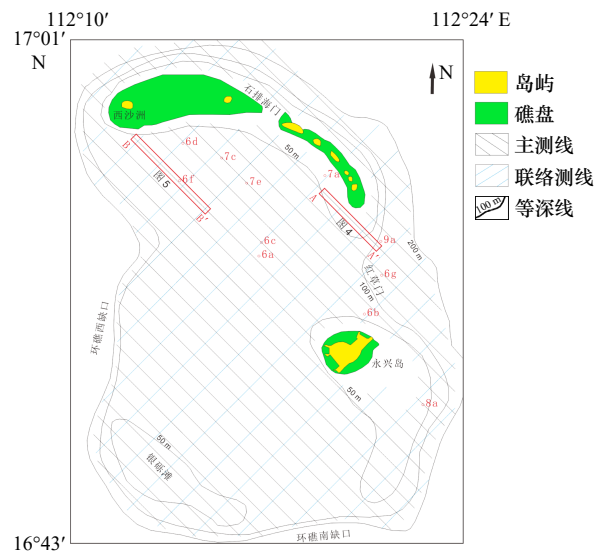 112°10′
112°24′ E
17°01′
N
N
西沙洲
石排海门
50 m
6d
7c
7e
7a
B
6f
图5
B′
A
图4
A′
9a
200 m
6c
6a
6g
红草门
100 m
6b
环礁西缺口
永兴岛
50 m
8a
50 m
银砾滩
环礁南缺口
16°43′
岛屿
礁盘
主测线
联络测线
100 m 等深线